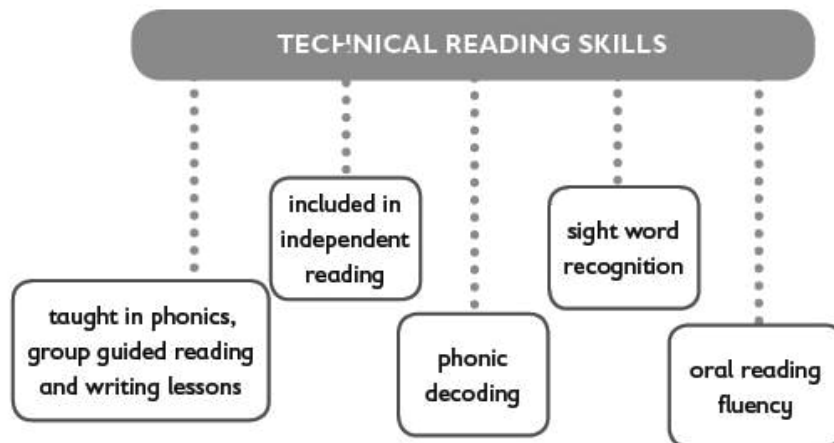 TECHNICAL READING SKILLS
included in
independent
reading
sight word
recognition
taught in phonics,
group guided reading
and writing lessons
phonic
decoding
oral reading
fluency